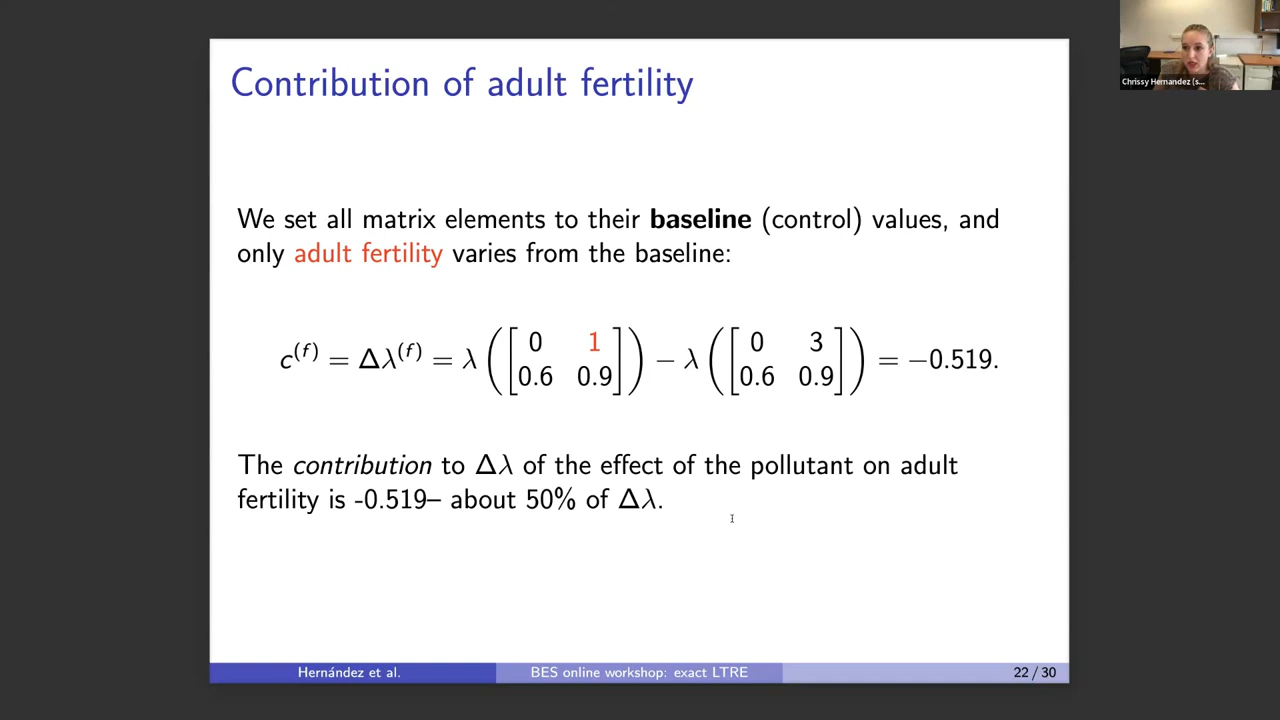 Contribution of adult fertility
Chrissy Hernandez (s...
We set all matrix elements to their baseline (control) values, and
only adult fertility varies from the baseline:
c^(f) = Δλ^(f) = λ ([0 1; 0.6 0.9]) − λ ([0 3; 0.6 0.9]) = −0.519.
The contribution to Δλ of the effect of the pollutant on adult
fertility is -0.519– about 50% of Δλ.
Hernández et al. BES online workshop: exact LTRE 22 / 30